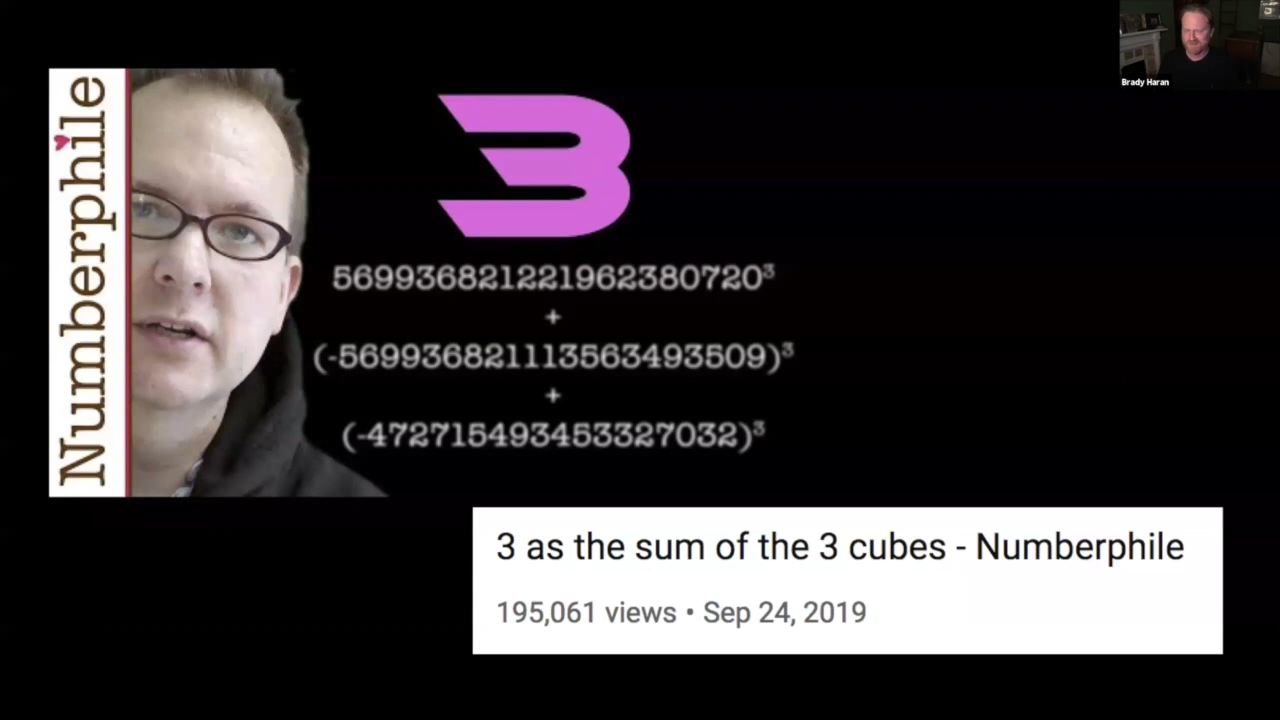 Brady Haran
Numberphile
3
569936821221962380720³
+
(-569936821113563493509)³
+
(-472715493453327032)³
3 as the sum of the 3 cubes - Numberphile
195,061 views • Sep 24, 2019